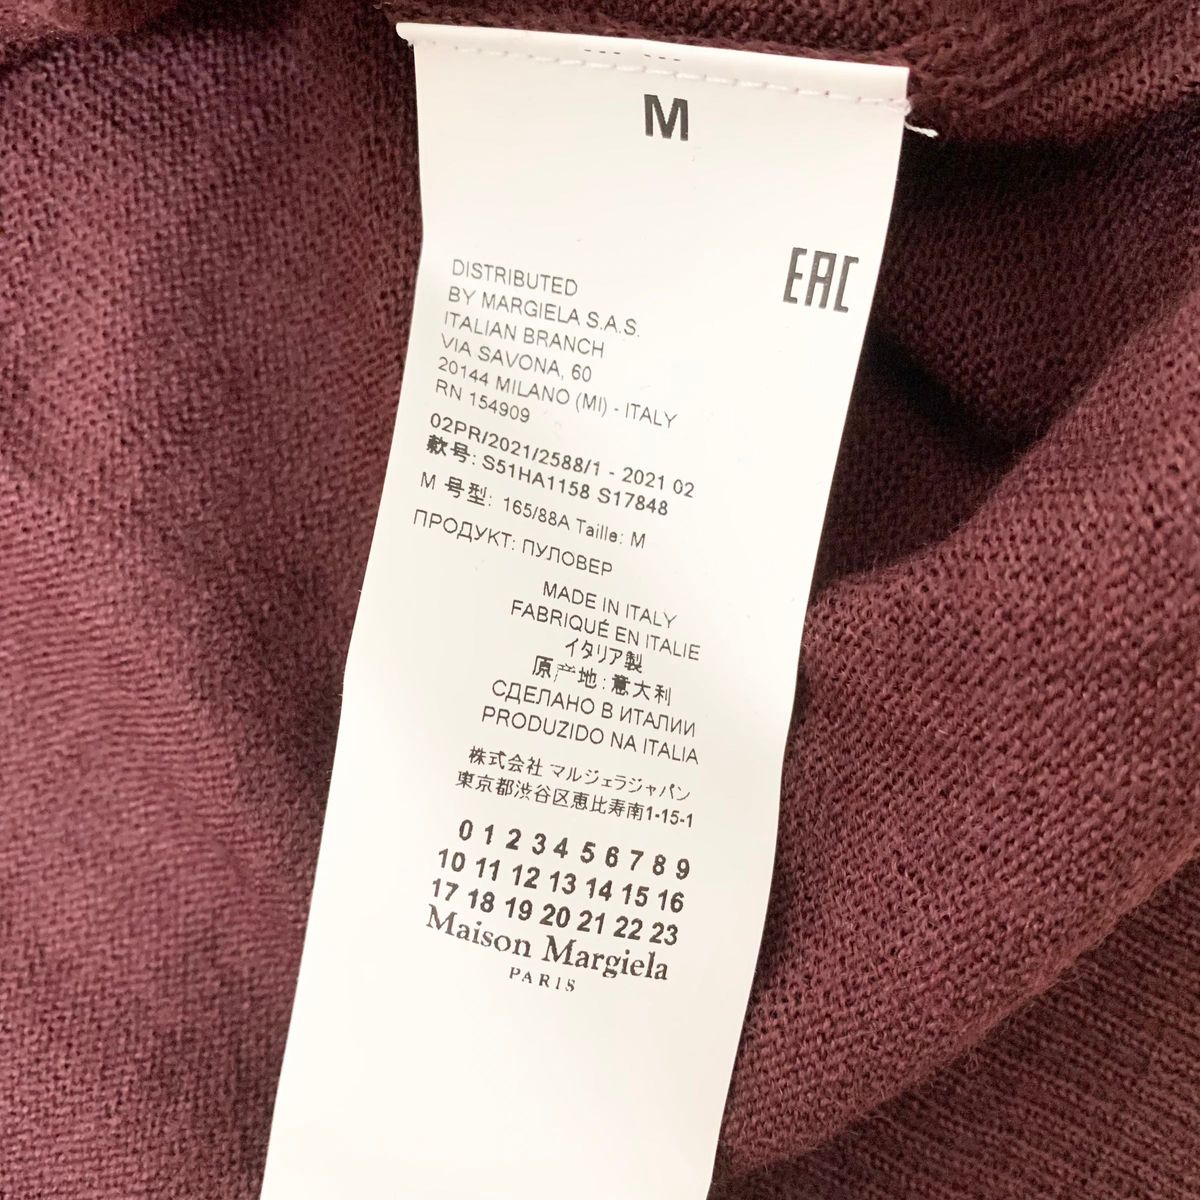 M
EAC
DISTRIBUTED
BY MARGIELA S.A.S.
ITALIAN BRANCH
VIA SAVONA, 60
20144 MILANO (MI) - ITALY
RN 154909
02PR/2021/2588/1 - 2021 02
款号: S51HA1158 S17848
M 号型: 165/88A Taille: M
ПРОДУКТ: ПУЛОВЕР
MADE IN ITALY
FABRIQUÉ EN ITALIE
イタリア製
原产地:意大利
СДЕЛАНО В ИТАЛИИ
PRODUZIDO NA ITALIA
株式会社 マルジェラジャパン
東京都渋谷区恵比寿南1-15-1
0 1 2 3 4 5 6 7 8 9
10 11 12 13 14 15 16
17 18 19 20 21 22 23
Maison Margiela
PARIS